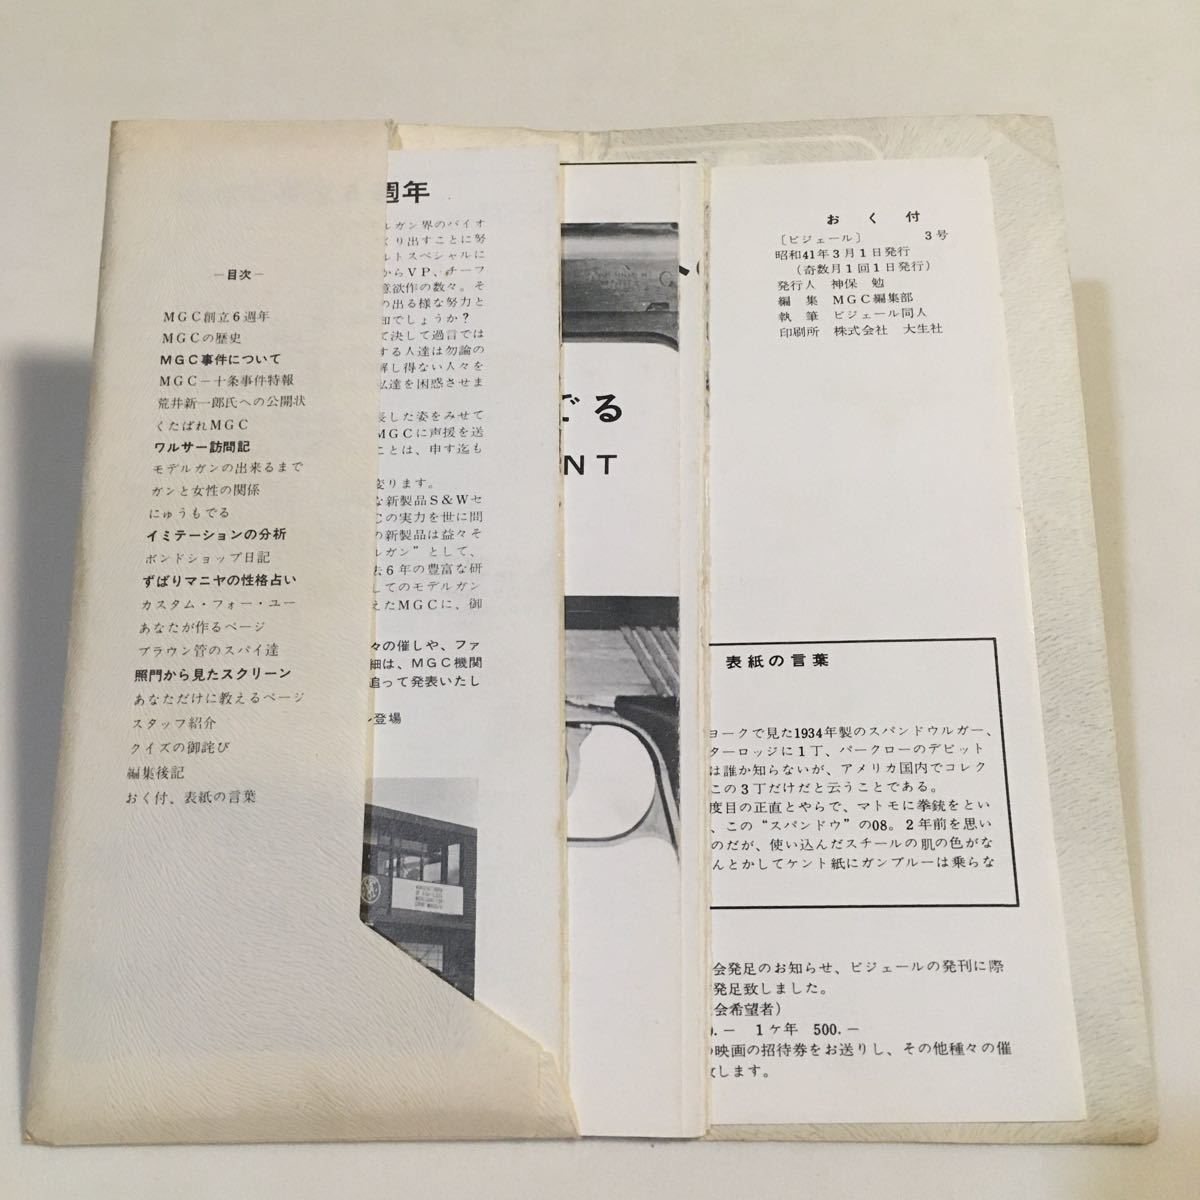 ―目次―
MGC創立6週年
MGCの歴史
MGC事件について
MGC－十条事件特報
荒井新一郎氏への公開状
くたばれMGC
ワルサー訪問記
モデルガンの出来るまで
ガンと女性の関係
にゅうもでる
イミテーションの分析
ボンドショップ日記
ずばりマニヤの性格占い
カスタム・フォー・ユー
あなたが作るページ
ブラウン管のスパイ達
照門から見たスクリーン
あなただけに教えるページ
スタッフ紹介
クイズの御詫び
編集後記
おく付、表紙の言葉
週年
ルガン界のパイオ
くり出すことに努
ルトスペシャルに
からVP、チーフ
意欲作の数々。そ
の出る様な努力と
知でしょうか？
て決して過言では
する人達は勿論の
解し得ない人々を
私達を困惑させま
長した姿をみせて
MGCに声援を送
ことは、申す迄も
変ります。
な新製品S＆Wセ
Cの実力を世に問
の新製品は益々そ
ルガン”として、
去6年の豊富な研
してのモデルガン
えたMGCに、御
々の催しや、ファ
細は、MGC機関
追って発表いたし
登場
でる
NT
おく付
〔ビジェール〕 3号
昭和41年3月1日発行
（奇数月1回1日発行）
発行人 神保 勉
編集 MGC編集部
執筆 ビジェール同人
印刷所 株式会社 大生社
表紙の言葉
ヨークで見た1934年製のスパンドウルガー、
ターロッジに1丁、バークローのデビット
は誰か知らないが、アメリカ国内でコレク
この3丁だけだと云うことである。
度目の正直とやらで、マトモに拳銃をとい
、この“スパンドウ”の08。2年前を思い
のだが、使い込んだスチールの肌の色がな
んとかしてケント紙にガンブルーは乗らな
会発足のお知らせ、ビジェールの発刊に際
発足致しました。
会希望者）
0.― 1ケ年 500.―
映画の招待券をお送りし、その他種々の催
致します。